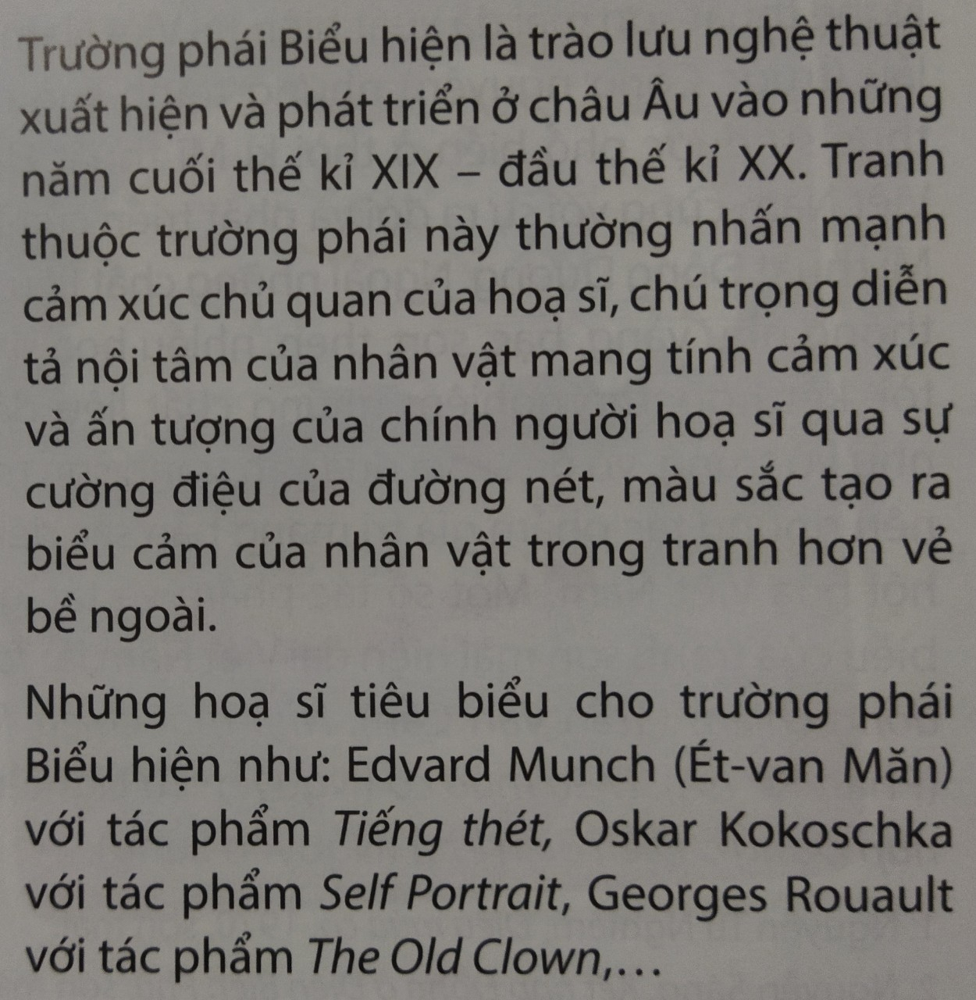 Trường phái Biểu hiện là trào lưu nghệ thuật
xuất hiện và phát triển ở châu Âu vào những
năm cuối thế kỉ XIX – đầu thế kỉ XX. Tranh
thuộc trường phái này thường nhấn mạnh
cảm xúc chủ quan của hoạ sĩ, chú trọng diễn
tả nội tâm của nhân vật mang tính cảm xúc
và ấn tượng của chính người hoạ sĩ qua sự
cường điệu của đường nét, màu sắc tạo ra
biểu cảm của nhân vật trong tranh hơn vẻ
bề ngoài.
Những hoạ sĩ tiêu biểu cho trường phái
Biểu hiện như: Edvard Munch (Ét-van Măn)
với tác phẩm Tiếng thét, Oskar Kokoschka
với tác phẩm Self Portrait, Georges Rouault
với tác phẩm The Old Clown,…